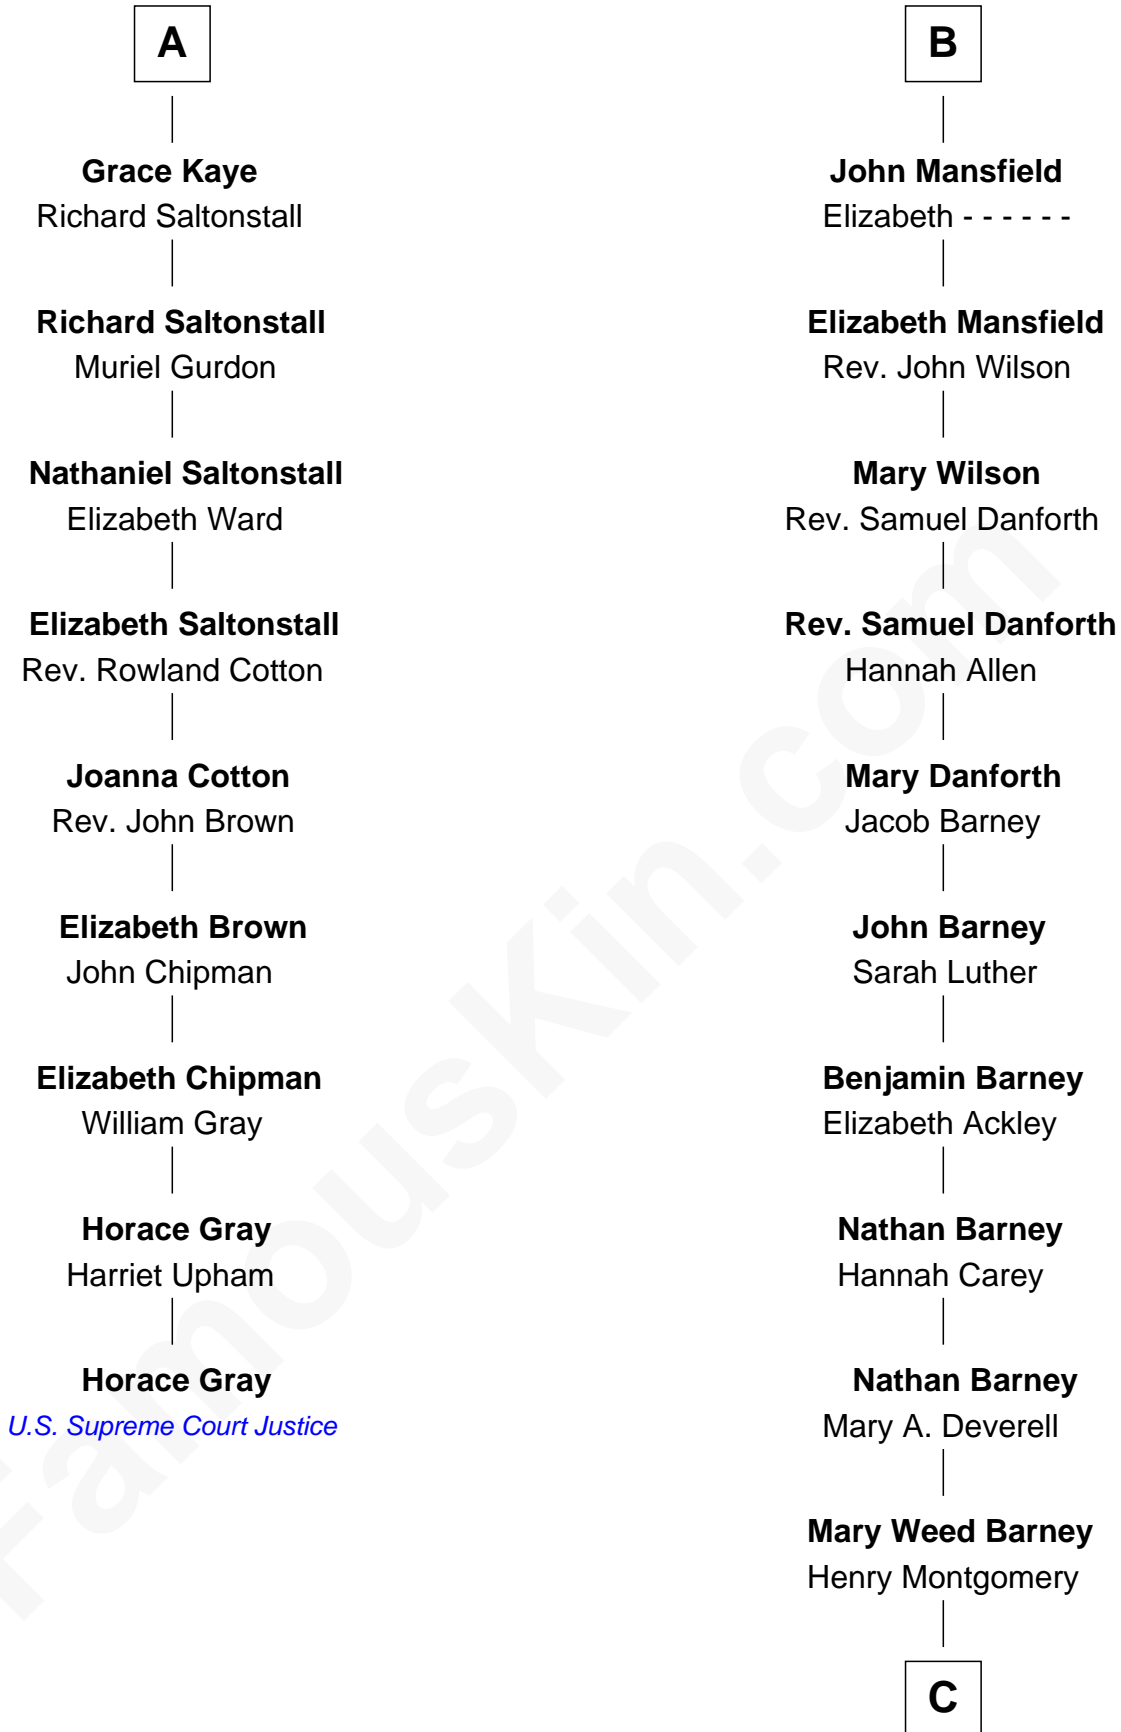 A
Grace Kaye
Richard Saltonstall
Richard Saltonstall
Muriel Gurdon
Nathaniel Saltonstall
Elizabeth Ward
Elizabeth Saltonstall
Rev. Rowland Cotton
Joanna Cotton
Rev. John Brown
Elizabeth Brown
John Chipman
Elizabeth Chipman
William Gray
Horace Gray
Harriet Upham
Horace Gray
U.S. Supreme Court Justice
B
John Mansfield
Elizabeth - - - - - -
Elizabeth Mansfield
Rev. John Wilson
Mary Wilson
Rev. Samuel Danforth
Rev. Samuel Danforth
Hannah Allen
Mary Danforth
Jacob Barney
John Barney
Sarah Luther
Benjamin Barney
Elizabeth Ackley
Nathan Barney
Hannah Carey
Nathan Barney
Mary A. Deverell
Mary Weed Barney
Henry Montgomery
C
FamousKin.com